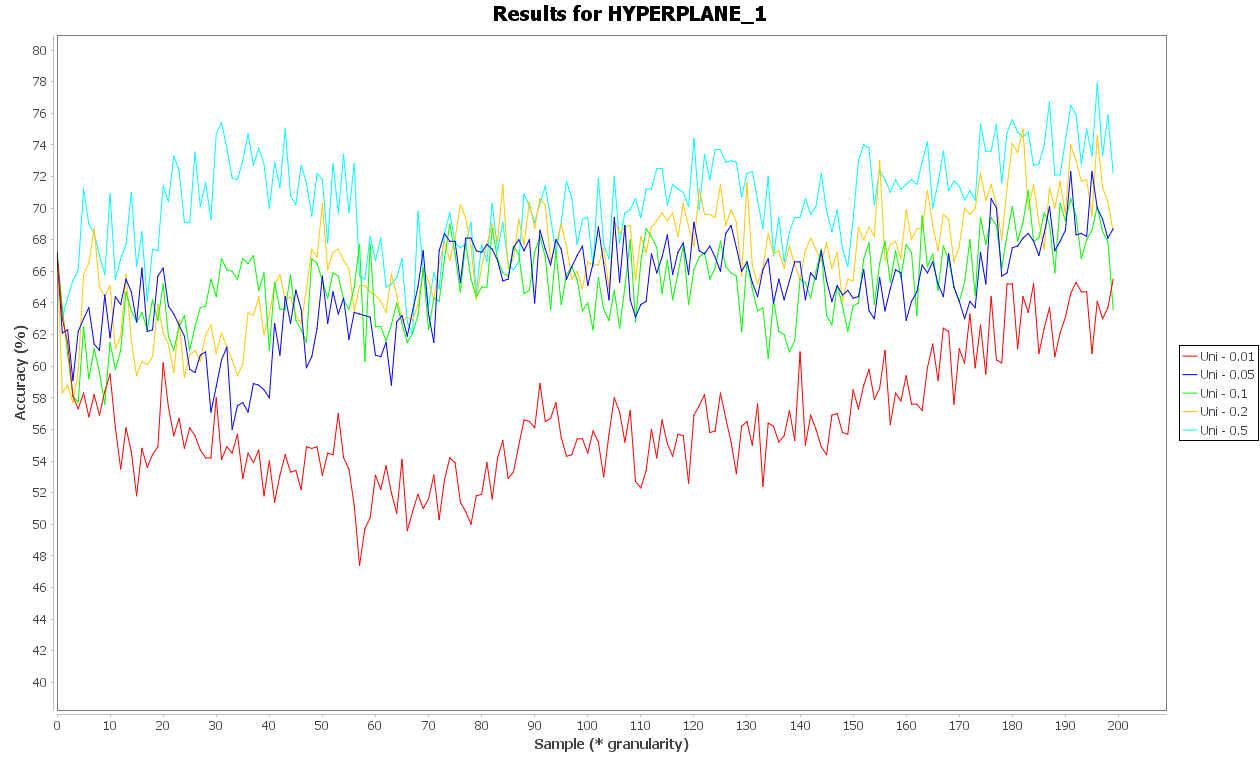 Results for HYPERPLANE_1
Accuracy (%)
80
78
76
74
72
70
68
66
64
62
60
58
56
54
52
50
48
46
44
42
40
0 10 20 30 40 50 60 70 80 90 100 110 120 130 140 150 160 170 180 190 200
Sample (* granularity)
Uni - 0.01
Uni - 0.05
Uni - 0.1
Uni - 0.2
Uni - 0.5